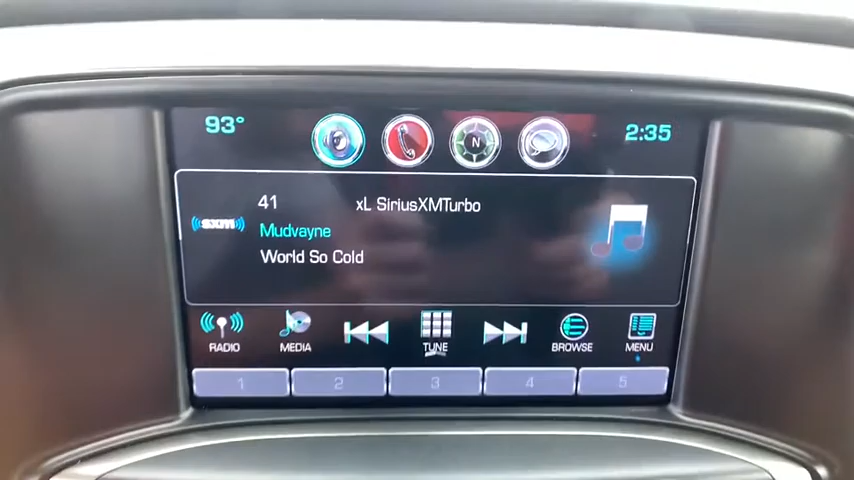 93°
N
2:35
41
xL SiriusXMTurbo
sxm
Mudvayne
World So Cold
RADIO
MEDIA
TUNE
BROWSE
MENU
1
2
3
4
5